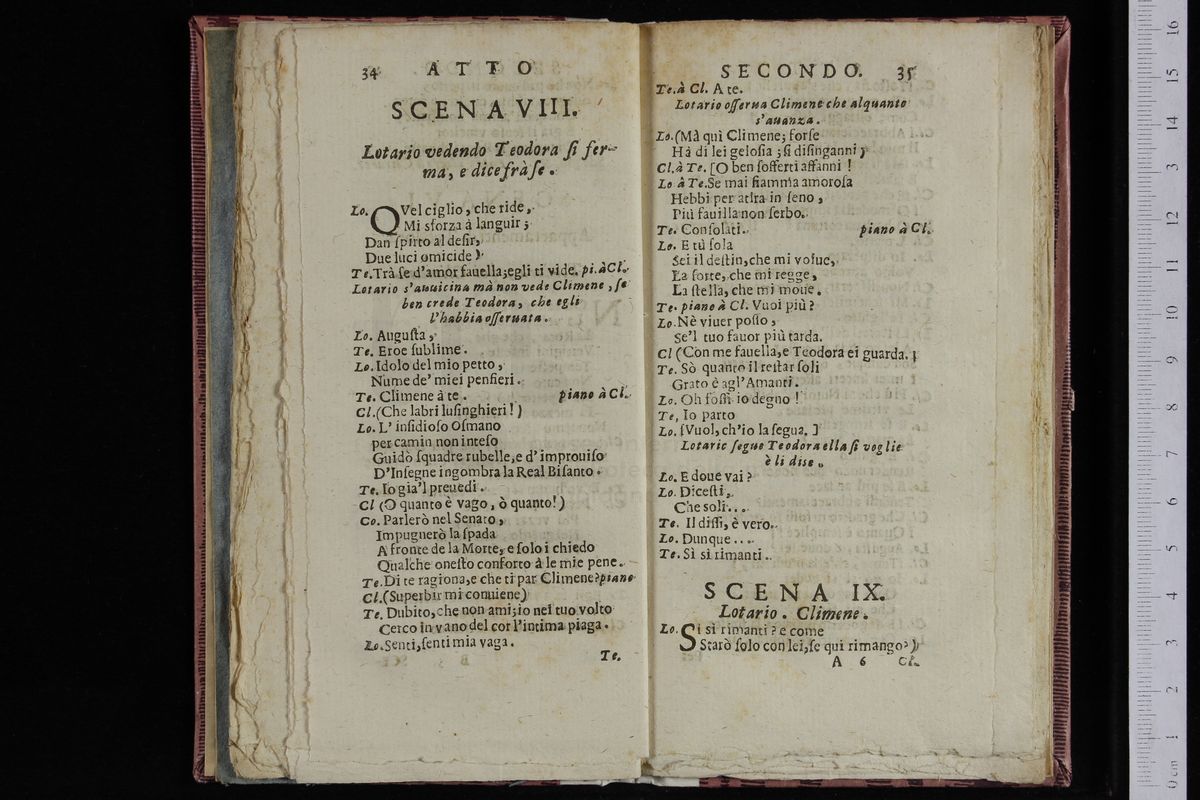 34 ATTO
SCENA VIII.
Lotario vedendo Teodora ſi fer-
ma, e dice frà ſe.
Lo. QVel ciglio, che ride,
Mi sforza à languir;
Dan ſpirto al deſir,
Due luci omicide)
Te. Trà ſe d'amor fauella; egli ti vide. pi. à Cl.
Lotario s'auuicina mà non vede Climene, ſe
ben crede Teodora, che egli
l'habbia oſſeruata.
Lo. Auguſta,
Te. Eroe ſublime.
Lo. Idolo del mio petto,
Nume de' miei penſieri.
Te. Climene à te. piano à Cl.
Cl. (Che labri luſinghieri!)
Lo. L' inſidioſo Oſmano
per camin non inteſo
Guidò ſquadre rubelle, e d' improuiſo
D'Inſegne ingombra la Real Biſanto.
Te. Io gia'l preuedi.
Cl (O quanto è vago, ò quanto!)
Co. Parlerò nel Senato,
Impugnerò la ſpada
A fronte de la Morte, e ſolo i chiedo
Qualche oneſto conforto à le mie pene.
Te. Di te ragiona, e che ti par Climene? piano
Cl. (Superbir mi conuiene)
Te. Dubito, che non ami; io nel tuo volto
Cerco in vano del cor l'intima piaga.
Lo. Senti, ſenti mia vaga.
Te.
SECONDO. 35
Te. à Cl. A te.
Lotario oſſerua Climene che alquanto
s'auanza.
Lo. (Mà quì Climene; forſe
Hà di lei geloſia; ſi diſinganni)
Cl. à Te. [O ben ſofferti affanni!
Lo à Te. Se mai fiamma amoroſa
Hebbi per altra in ſeno,
Più fauilla non ſerbo.
Te. Conſolati. piano à Cl.
Lo. E tù ſola
Sei il deſtin, che mi volue,
La ſorte, che mi regge,
La ſtella, che mi moue.
Te. piano à Cl. Vuoi più?
Lo. Nè viuer poſſo,
Se'l tuo fauor più tarda.
Cl (Con me fauella, e Teodora ei guarda.)
Te. Sò quanto il reſtar ſoli
Grato è agl'Amanti.
Lo. Oh foſſi io degno!
Te, Io parto
Lo. [Vuol, ch'io la ſegua.]
Lotario ſegue Teodora ella ſi voglie
è li dise.
Lo. E doue vai?
Lo. Diceſti,
Che soli...
Te. Il diſſi, è vero.
Lo. Dunque...
Te. Sì sì rimanti.
SCENA IX.
Lotario. Climene.
Lo. Si sì rimanti? e come
Starò ſolo con lei, ſe qui rimango?)
A 6 Cl.